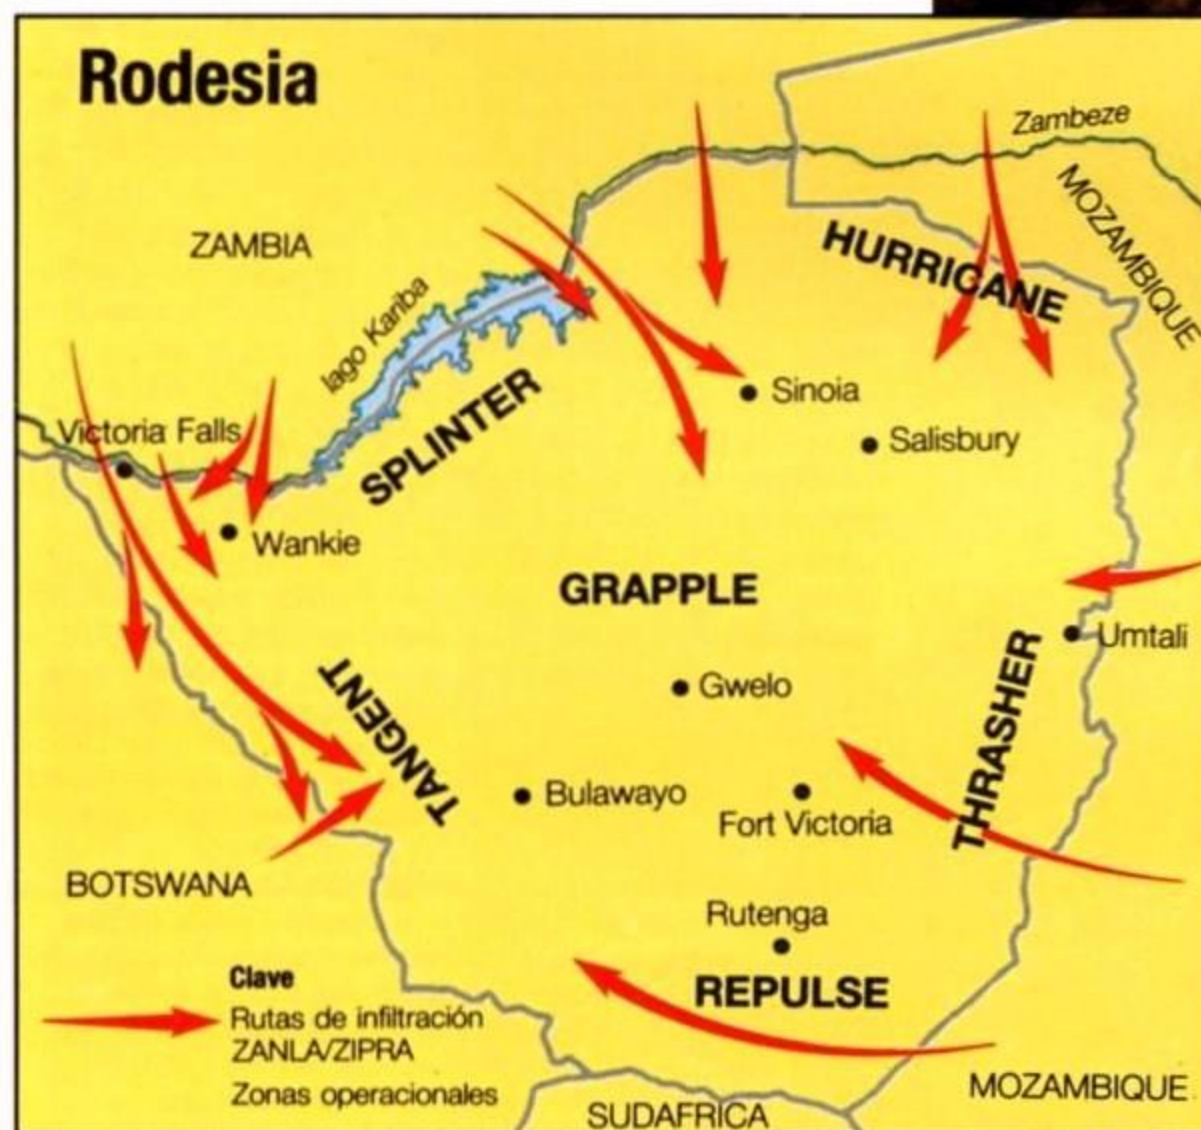 Rodesia
Zambeze
MOZAMBIQUE
ZAMBIA
HURRICANE
lago Kariba
Sinoia
SPLINTER
Victoria Falls
Salisbury
Wankie
GRAPPLE
Umtali
TANGENT
Gwelo
THRASHER
Bulawayo
Fort Victoria
BOTSWANA
Rutenga
Clave
REPULSE
Rutas de infiltración
ZANLA/ZIPRA
Zonas operacionales
MOZAMBIQUE
SUDAFRICA